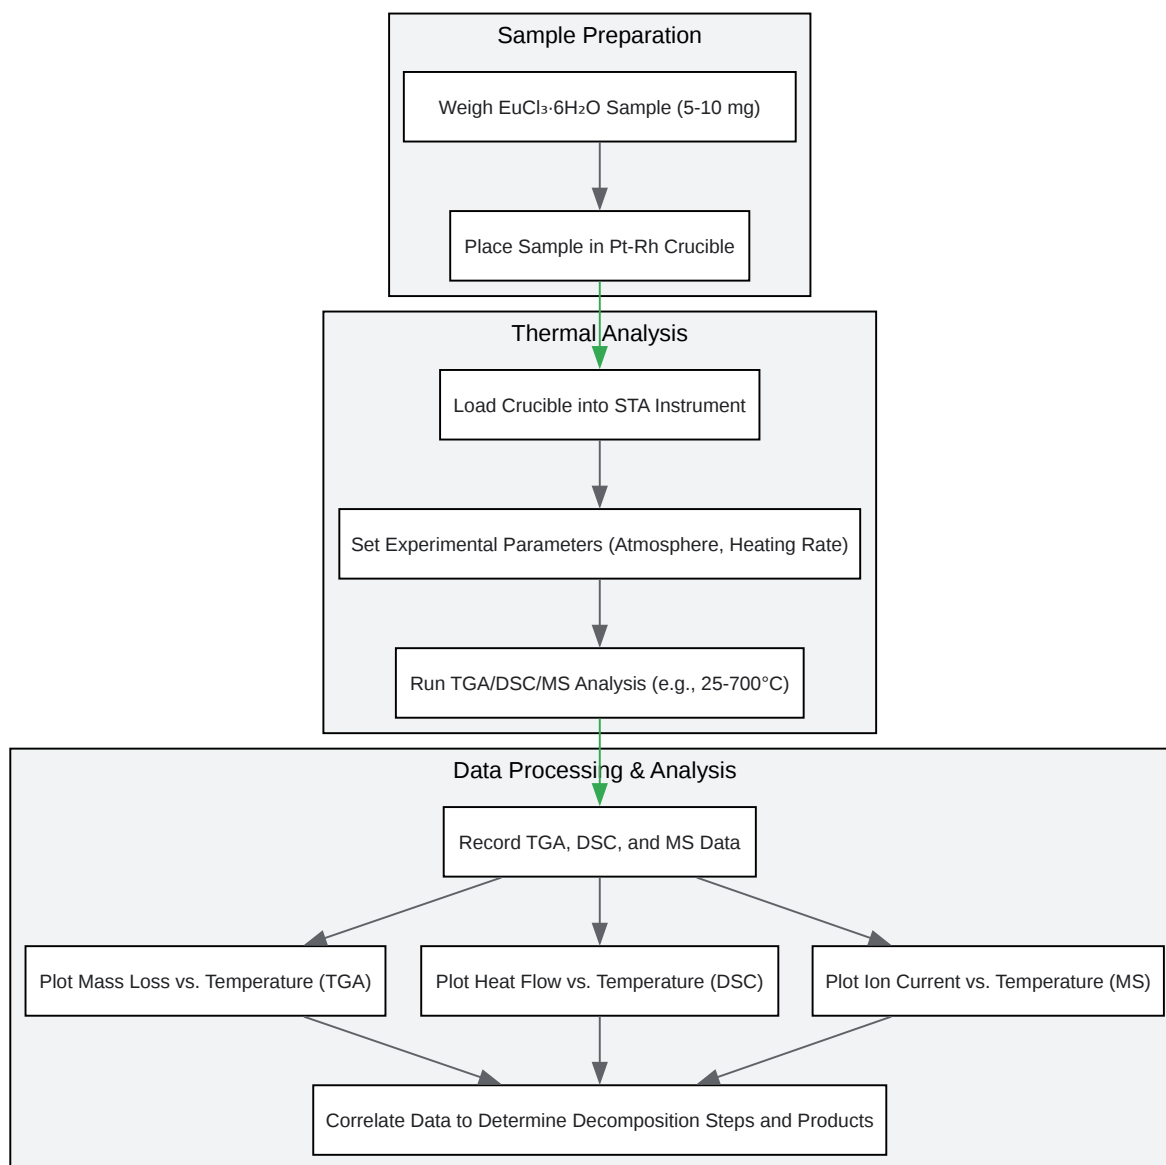 Sample Preparation
Weigh EuCl₃·6H₂O Sample (5-10 mg)
Place Sample in Pt-Rh Crucible
Thermal Analysis
Load Crucible into STA Instrument
Set Experimental Parameters (Atmosphere, Heating Rate)
Run TGA/DSC/MS Analysis (e.g., 25-700°C)
Data Processing & Analysis
Record TGA, DSC, and MS Data
Plot Mass Loss vs. Temperature (TGA)
Plot Heat Flow vs. Temperature (DSC)
Plot Ion Current vs. Temperature (MS)
Correlate Data to Determine Decomposition Steps and Products